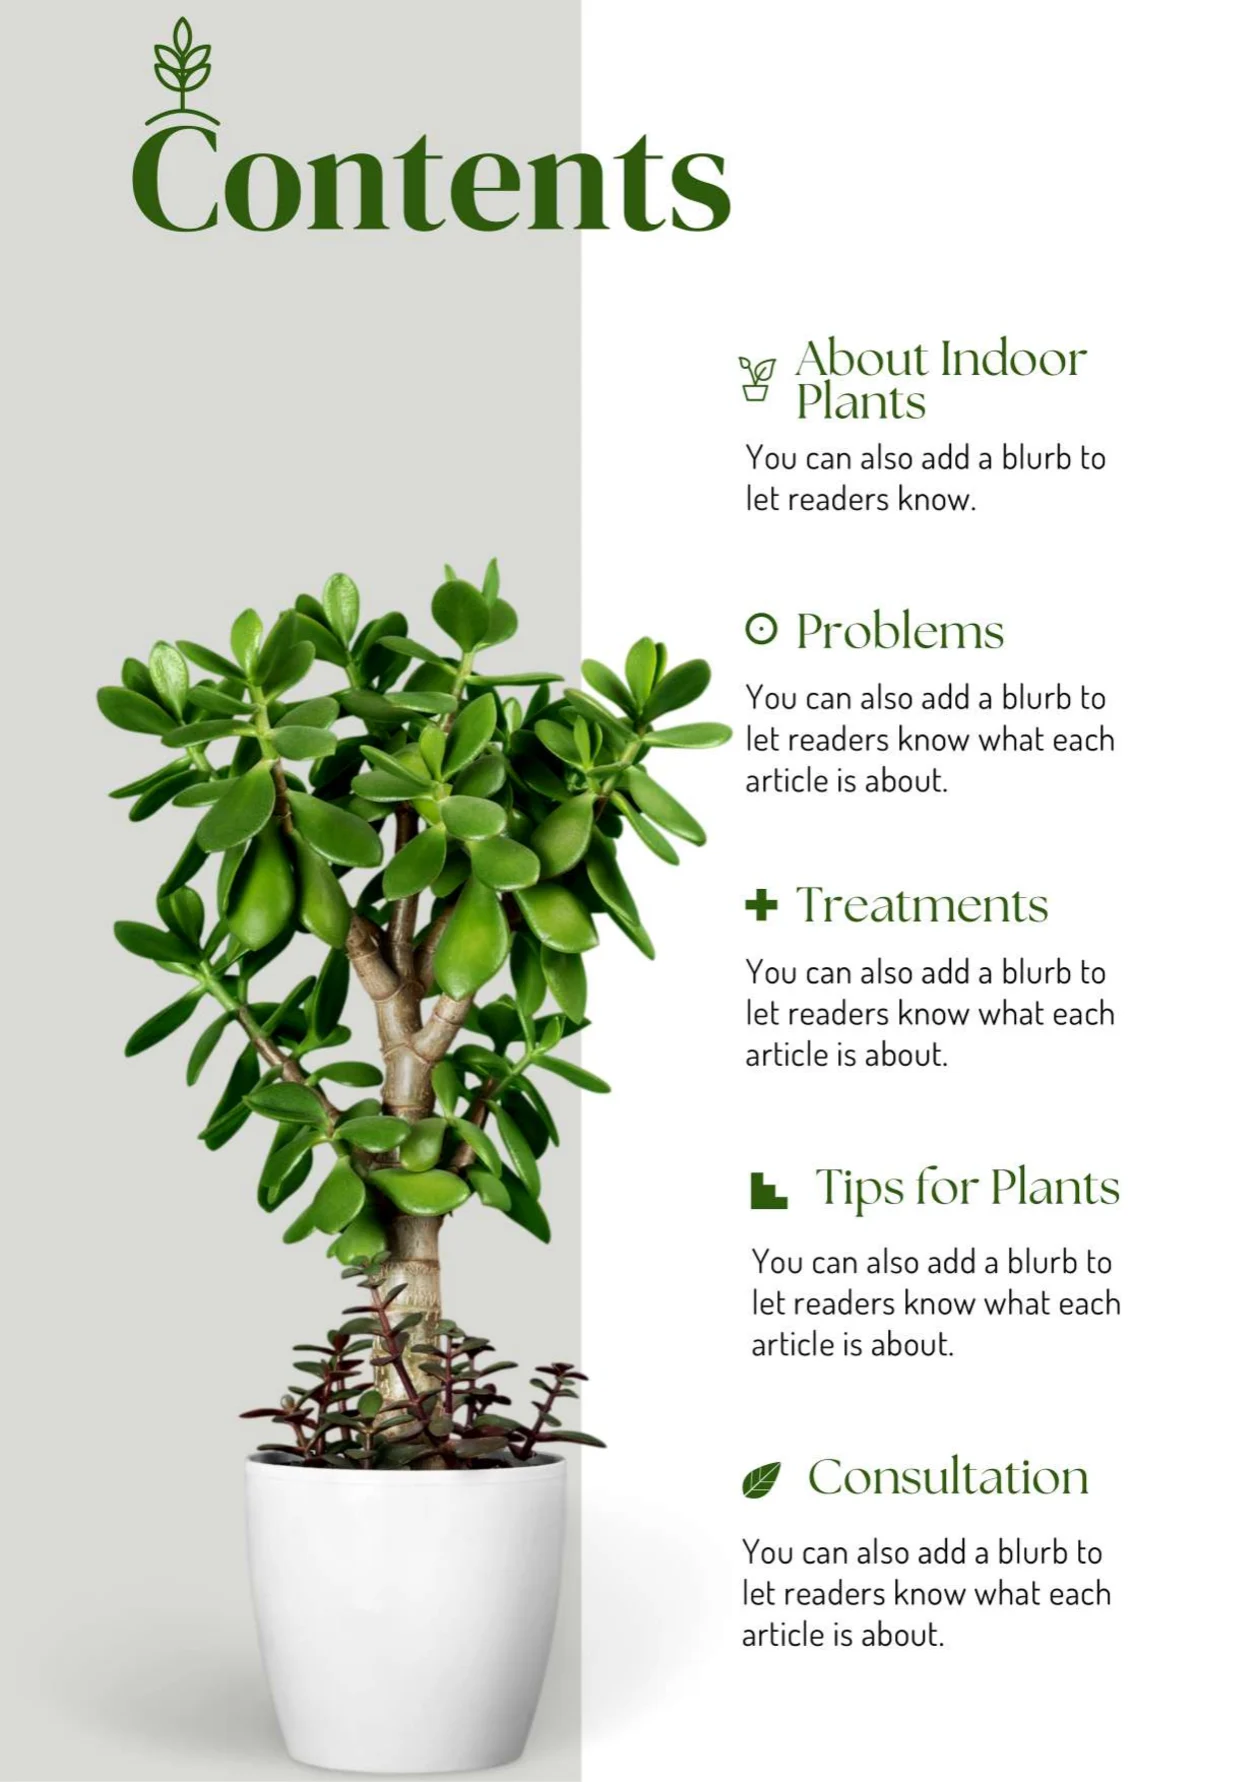 Contents
About Indoor
Plants
You can also add a blurb to
let readers know.
Problems
You can also add a blurb to
let readers know what each
article is about.
Treatments
You can also add a blurb to
let readers know what each
article is about.
Tips for Plants
You can also add a blurb to
let readers know what each
article is about.
Consultation
You can also add a blurb to
let readers know what each
article is about.